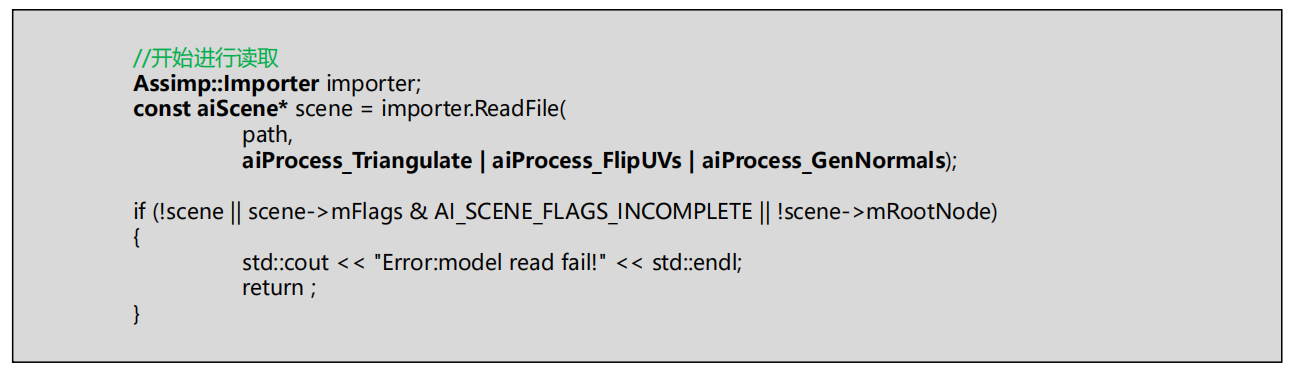 //开始进行读取
Assimp::Importer importer;
const aiScene* scene = importer.ReadFile(
path,
aiProcess_Triangulate | aiProcess_FlipUVs | aiProcess_GenNormals);
if (!scene || scene->mFlags & AI_SCENE_FLAGS_INCOMPLETE || !scene->mRootNode)
{
std::cout << "Error:model read fail!" << std::endl;
return ;
}